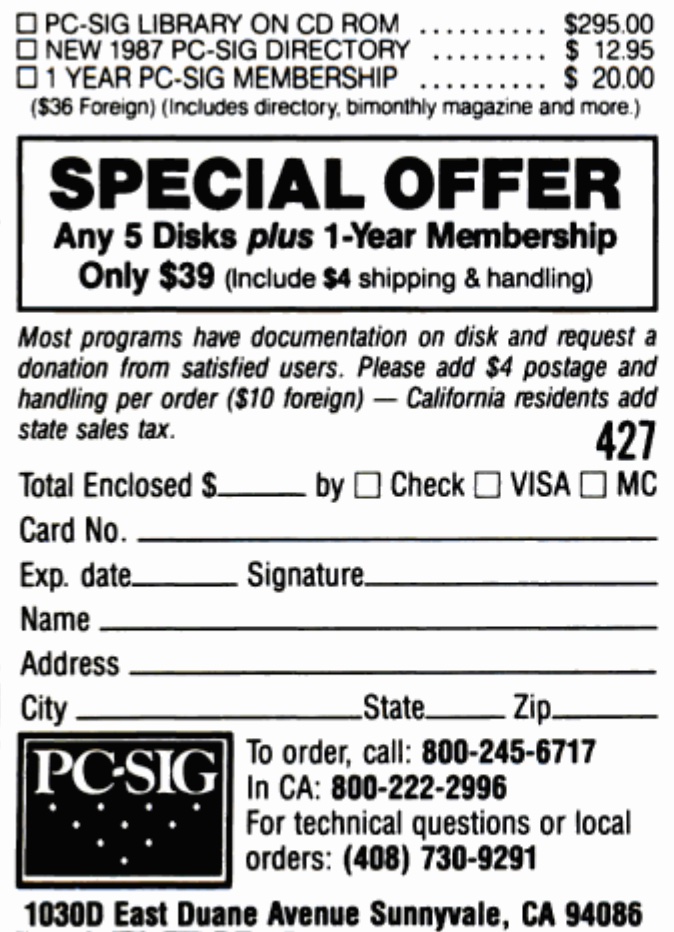 ☐ PC-SIG LIBRARY ON CD ROM .......... $295.00
☐ NEW 1987 PC-SIG DIRECTORY ......... $ 12.95
☐ 1 YEAR PC-SIG MEMBERSHIP .......... $ 20.00
($36 Foreign) (Includes directory, bimonthly magazine and more.)
SPECIAL OFFER
Any 5 Disks plus 1-Year Membership
Only $39 (Include $4 shipping & handling)
Most programs have documentation on disk and request a
donation from satisfied users. Please add $4 postage and
handling per order ($10 foreign) — California residents add
state sales tax.
427
Total Enclosed $______ by ☐ Check ☐ VISA ☐ MC
Card No. ______
Exp. date______ Signature______
Name ______
Address ______
City ______State______ Zip______
PC-SIG
To order, call: 800-245-6717
In CA: 800-222-2996
For technical questions or local
orders: (408) 730-9291
1030D East Duane Avenue Sunnyvale, CA 94086